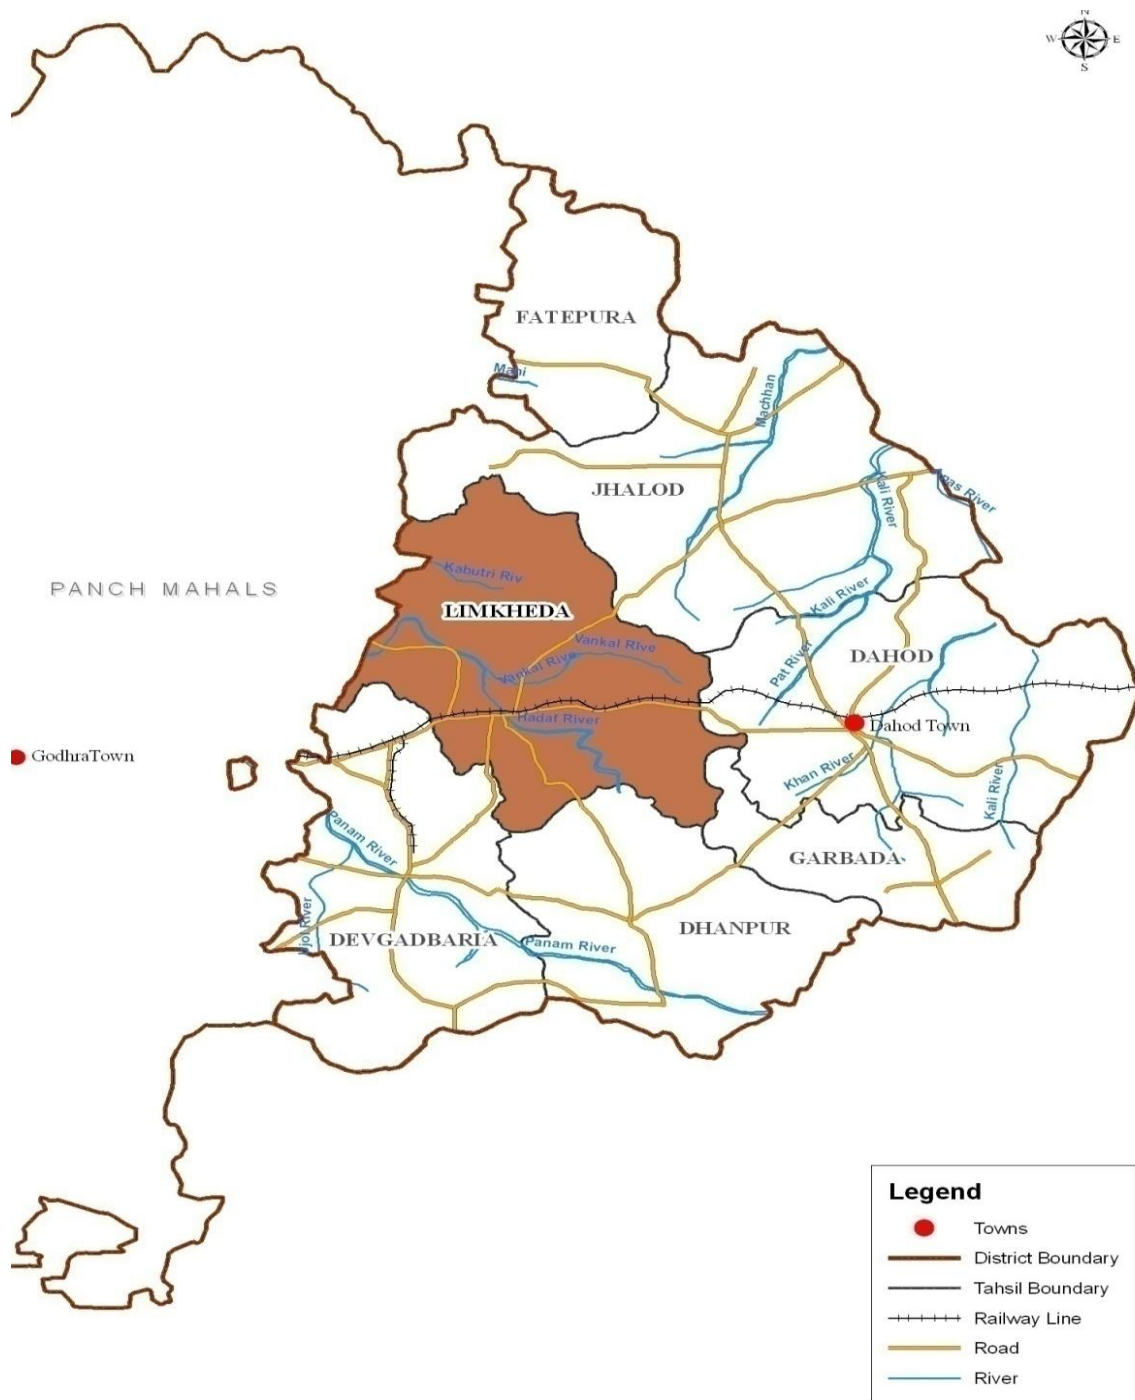 N
W E
S
FATEPURA
Mahi
Machhan
JHALOD
Kali River
Anas River
PANCH MAHALS
Kabutri Riv
LIMKHEDA
Kali River
Vankal Rive
Vankal Rive
Pat River
DAHOD
Hadaf River
Dahod Town
GodhraTown
Khan River
Kali River
Panam River
GARBADA
DEVGADBARIA
DHANPUR
Panam River
Legend
Towns
District Boundary
Tahsil Boundary
Railway Line
Road
River